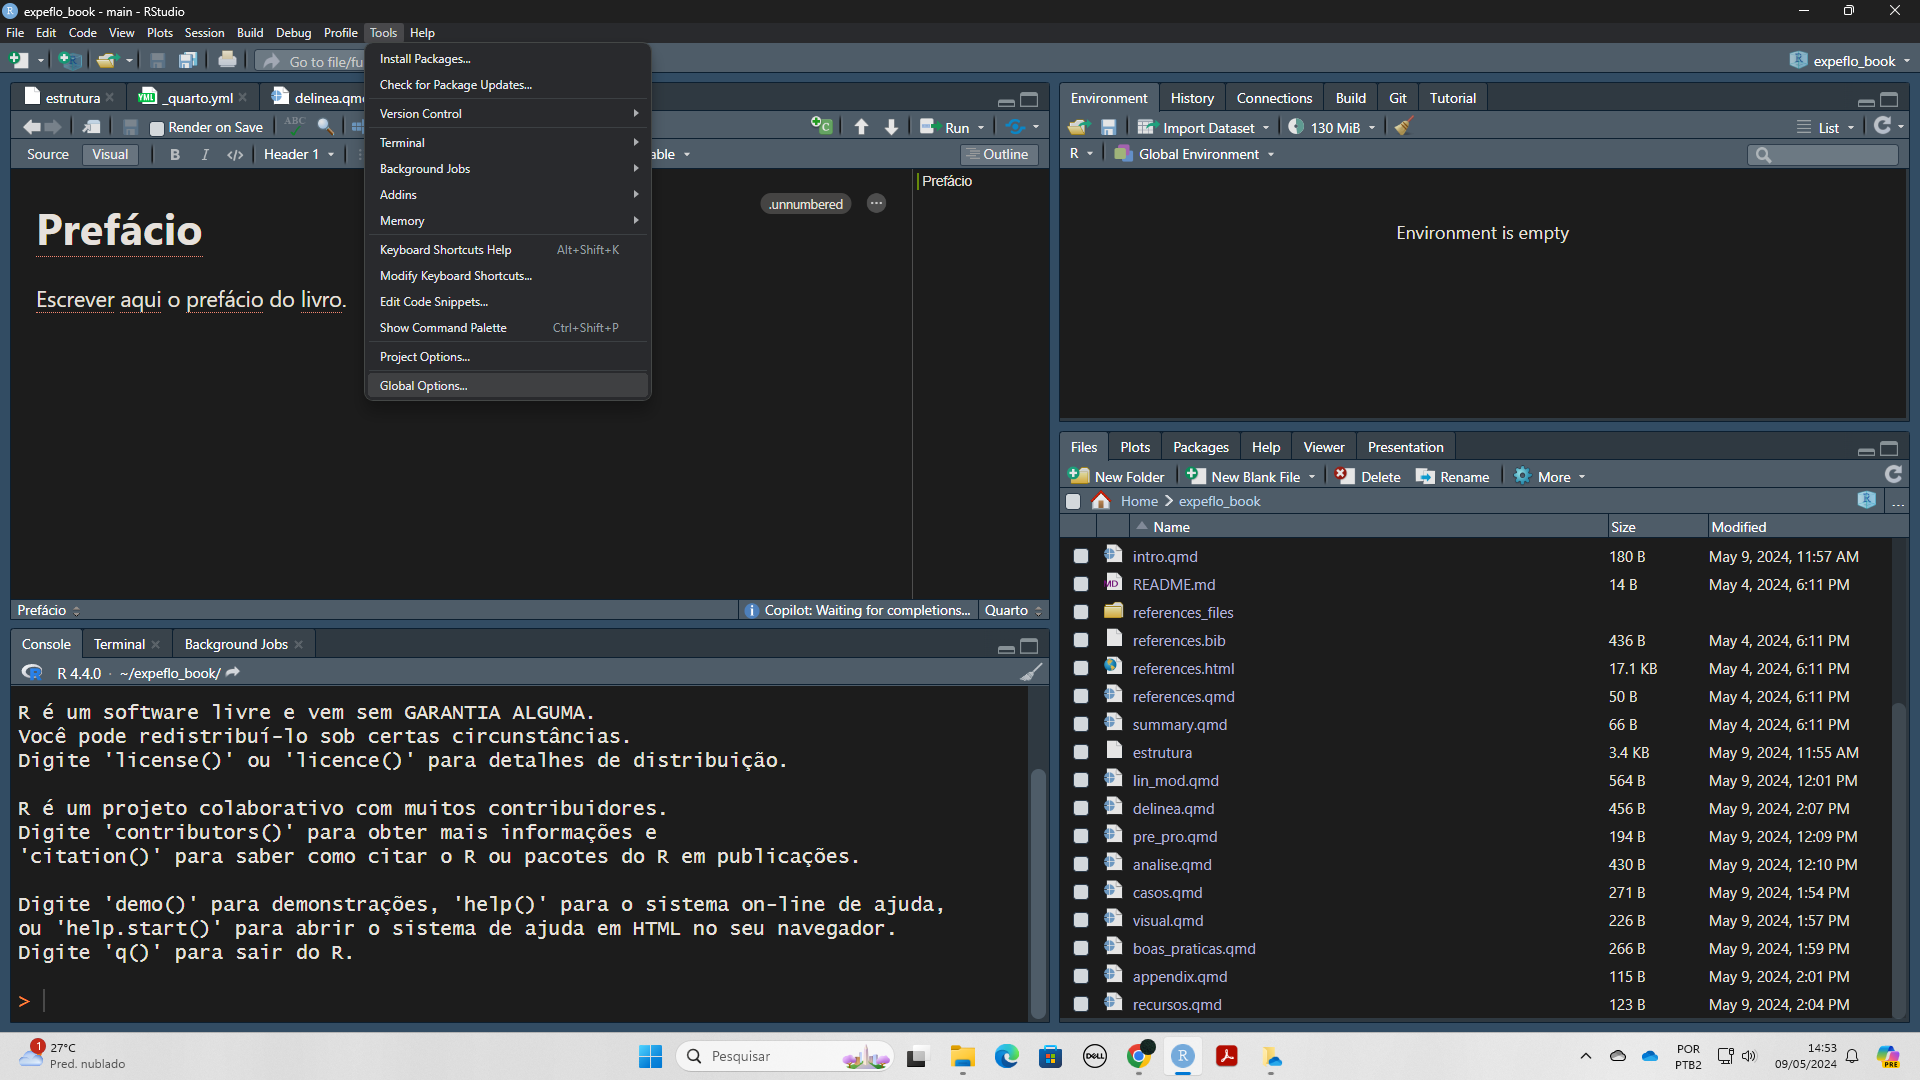 expeflo_book - main - RStudio
File Edit Code View Plots Session Build Debug Profile Tools Help
Go to file/fu
expeflo_book
Install Packages...
Check for Package Updates...
Version Control
Terminal
Background Jobs
Addins
Memory
Keyboard Shortcuts Help Alt+Shift+K
Modify Keyboard Shortcuts...
Edit Code Snippets...
Show Command Palette Ctrl+Shift+P
Project Options...
Global Options...
estrutura _quarto.yml delinea.qm
Render on Save ABC Run
Source Visual B I </> Header 1 able Outline
.unnumbered
Prefácio
Prefácio
Escrever aqui o prefácio do livro.
Prefácio Copilot: Waiting for completions... Quarto
Console Terminal Background Jobs
R 4.4.0 · ~/expeflo_book/
R é um software livre e vem sem GARANTIA ALGUMA.
Você pode redistribuí-lo sob certas circunstâncias.
Digite 'license()' ou 'licence()' para detalhes de distribuição.
R é um projeto colaborativo com muitos contribuidores.
Digite 'contributors()' para obter mais informações e
'citation()' para saber como citar o R ou pacotes do R em publicações.
Digite 'demo()' para demonstrações, 'help()' para o sistema on-line de ajuda,
ou 'help.start()' para abrir o sistema de ajuda em HTML no seu navegador.
Digite 'q()' para sair do R.
>
Environment History Connections Build Git Tutorial
Import Dataset 130 MiB List
R Global Environment
Environment is empty
Files Plots Packages Help Viewer Presentation
New Folder New Blank File Delete Rename More
Home > expeflo_book ...
Name Size Modified
intro.qmd 180 B May 9, 2024, 11:57 AM
README.md 14 B May 4, 2024, 6:11 PM
references_files
references.bib 436 B May 4, 2024, 6:11 PM
references.html 17.1 KB May 4, 2024, 6:11 PM
references.qmd 50 B May 4, 2024, 6:11 PM
summary.qmd 66 B May 4, 2024, 6:11 PM
estrutura 3.4 KB May 9, 2024, 11:55 AM
lin_mod.qmd 564 B May 9, 2024, 12:01 PM
delinea.qmd 456 B May 9, 2024, 2:07 PM
pre_pro.qmd 194 B May 9, 2024, 12:09 PM
analise.qmd 430 B May 9, 2024, 12:10 PM
casos.qmd 271 B May 9, 2024, 1:54 PM
visual.qmd 226 B May 9, 2024, 1:57 PM
boas_praticas.qmd 266 B May 9, 2024, 1:59 PM
appendix.qmd 115 B May 9, 2024, 2:01 PM
recursos.qmd 123 B May 9, 2024, 2:04 PM
1
27°C
Pred. nublado
Pesquisar
DELL
R
POR
PTB2
14:53
09/05/2024
PRE